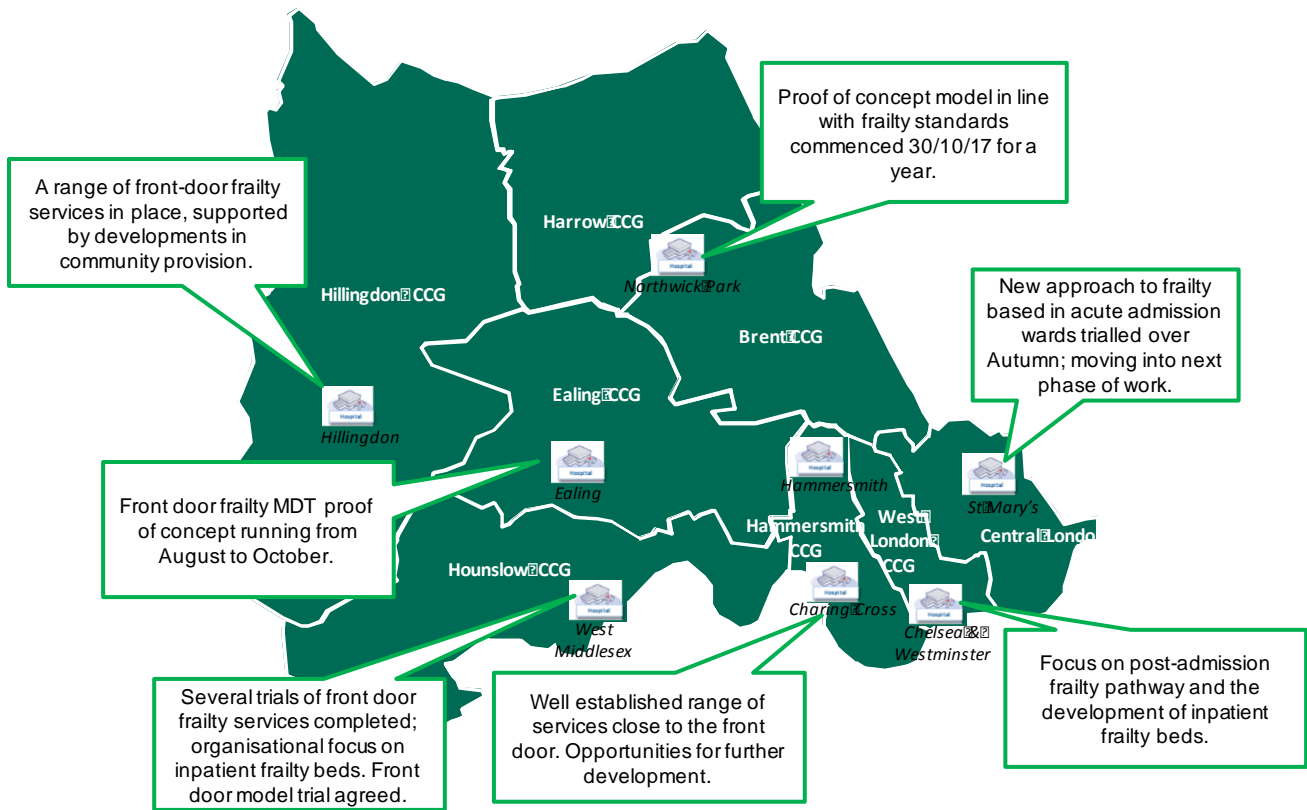 Proof of concept model in line
with frailty standards
commenced 30/10/17 for a
year.
A range of front-door frailty
services in place, supported
by developments in
community provision.
Harrow CCG
Hospital
Northwick Park
Hillingdon CCG
New approach to frailty
based in acute admission
wards trialled over
Autumn; moving into next
phase of work.
Brent CCG
Ealing CCG
Hospital
Hillingdon
Hospital
Ealing
Hospital
Hammersmith
Hospital
St Mary's
Front door frailty MDT proof
of concept running from
August to October.
Hammersmith
CCG
West
London
CCG
Central Londo
Hounslow CCG
Hospital
West
Middlesex
Hospital
Charing Cross
Hospital
Chelsea &
Westminster
Several trials of front door
frailty services completed;
organisational focus on
inpatient frailty beds. Front
door model trial agreed.
Well established range of
services close to the front
door. Opportunities for further
development.
Focus on post-admission
frailty pathway and the
development of inpatient
frailty beds.